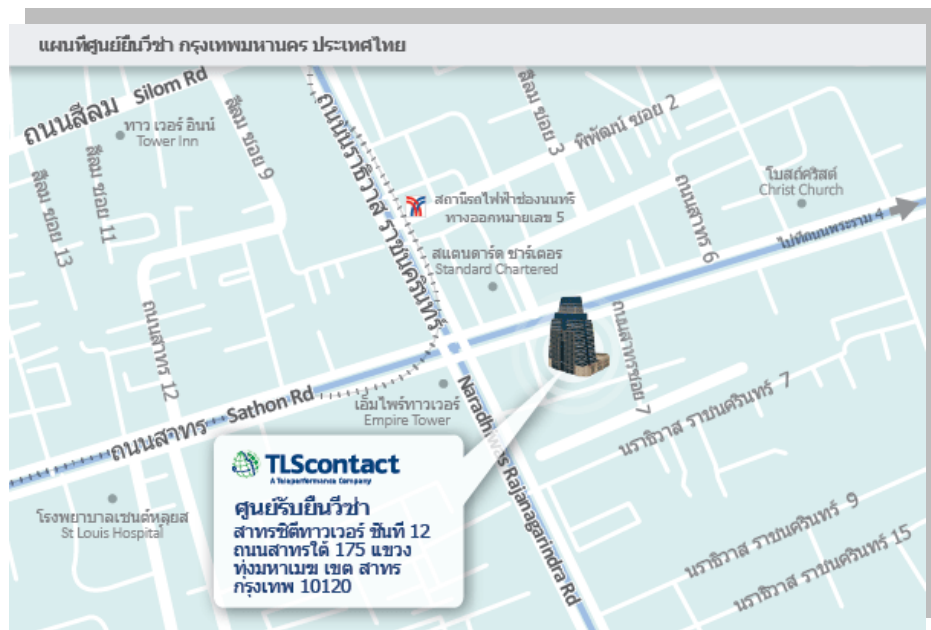 แผนที่ศูนย์ยื่นวีซ่า กรุงเทพมหานคร ประเทศไทย
ถนนสีลม Silom Rd
ทาว เวอร์ อินน์
Tower Inn
สีลม ซอย 9
สีลม ซอย 11
สีลม ซอย 13
ถนนนราธิวาส ราชนครินทร์
สีลม ซอย 3
พิพัฒน์ ซอย 2
สถานีรถไฟฟ้าช่องนนทรี
ทางออกหมายเลข 5
สแตนดาร์ด ชาร์เตอร์
Standard Chartered
ถนนสาทร 6
โบสถ์คริสต์
Christ Church
ไปที่ถนนพระราม 4
ถนนสาทร 12
ถนนสาทรซอย 7
เอ็มไพร์ทาวเวอร์
Empire Tower
ถนนสาทร Sathon Rd
Naradhiwas Rajanagarindra Rd
นราธิวาส ราชนครินทร์ 7
นราธิวาส ราชนครินทร์ 9
นราธิวาส ราชนครินทร์ 15
โรงพยาบาลเซนต์หลุยส
St Louis Hospital
TLScontact
A Teleperformance Company
ศูนย์รับยื่นวีซ่า
สาทรซิตี้ทาวเวอร์ ชั้นที่ 12
ถนนสาทรใต้ 175 แขวง
ทุ่งมหาเมฆ เขต สาทร
กรุงเทพ 10120